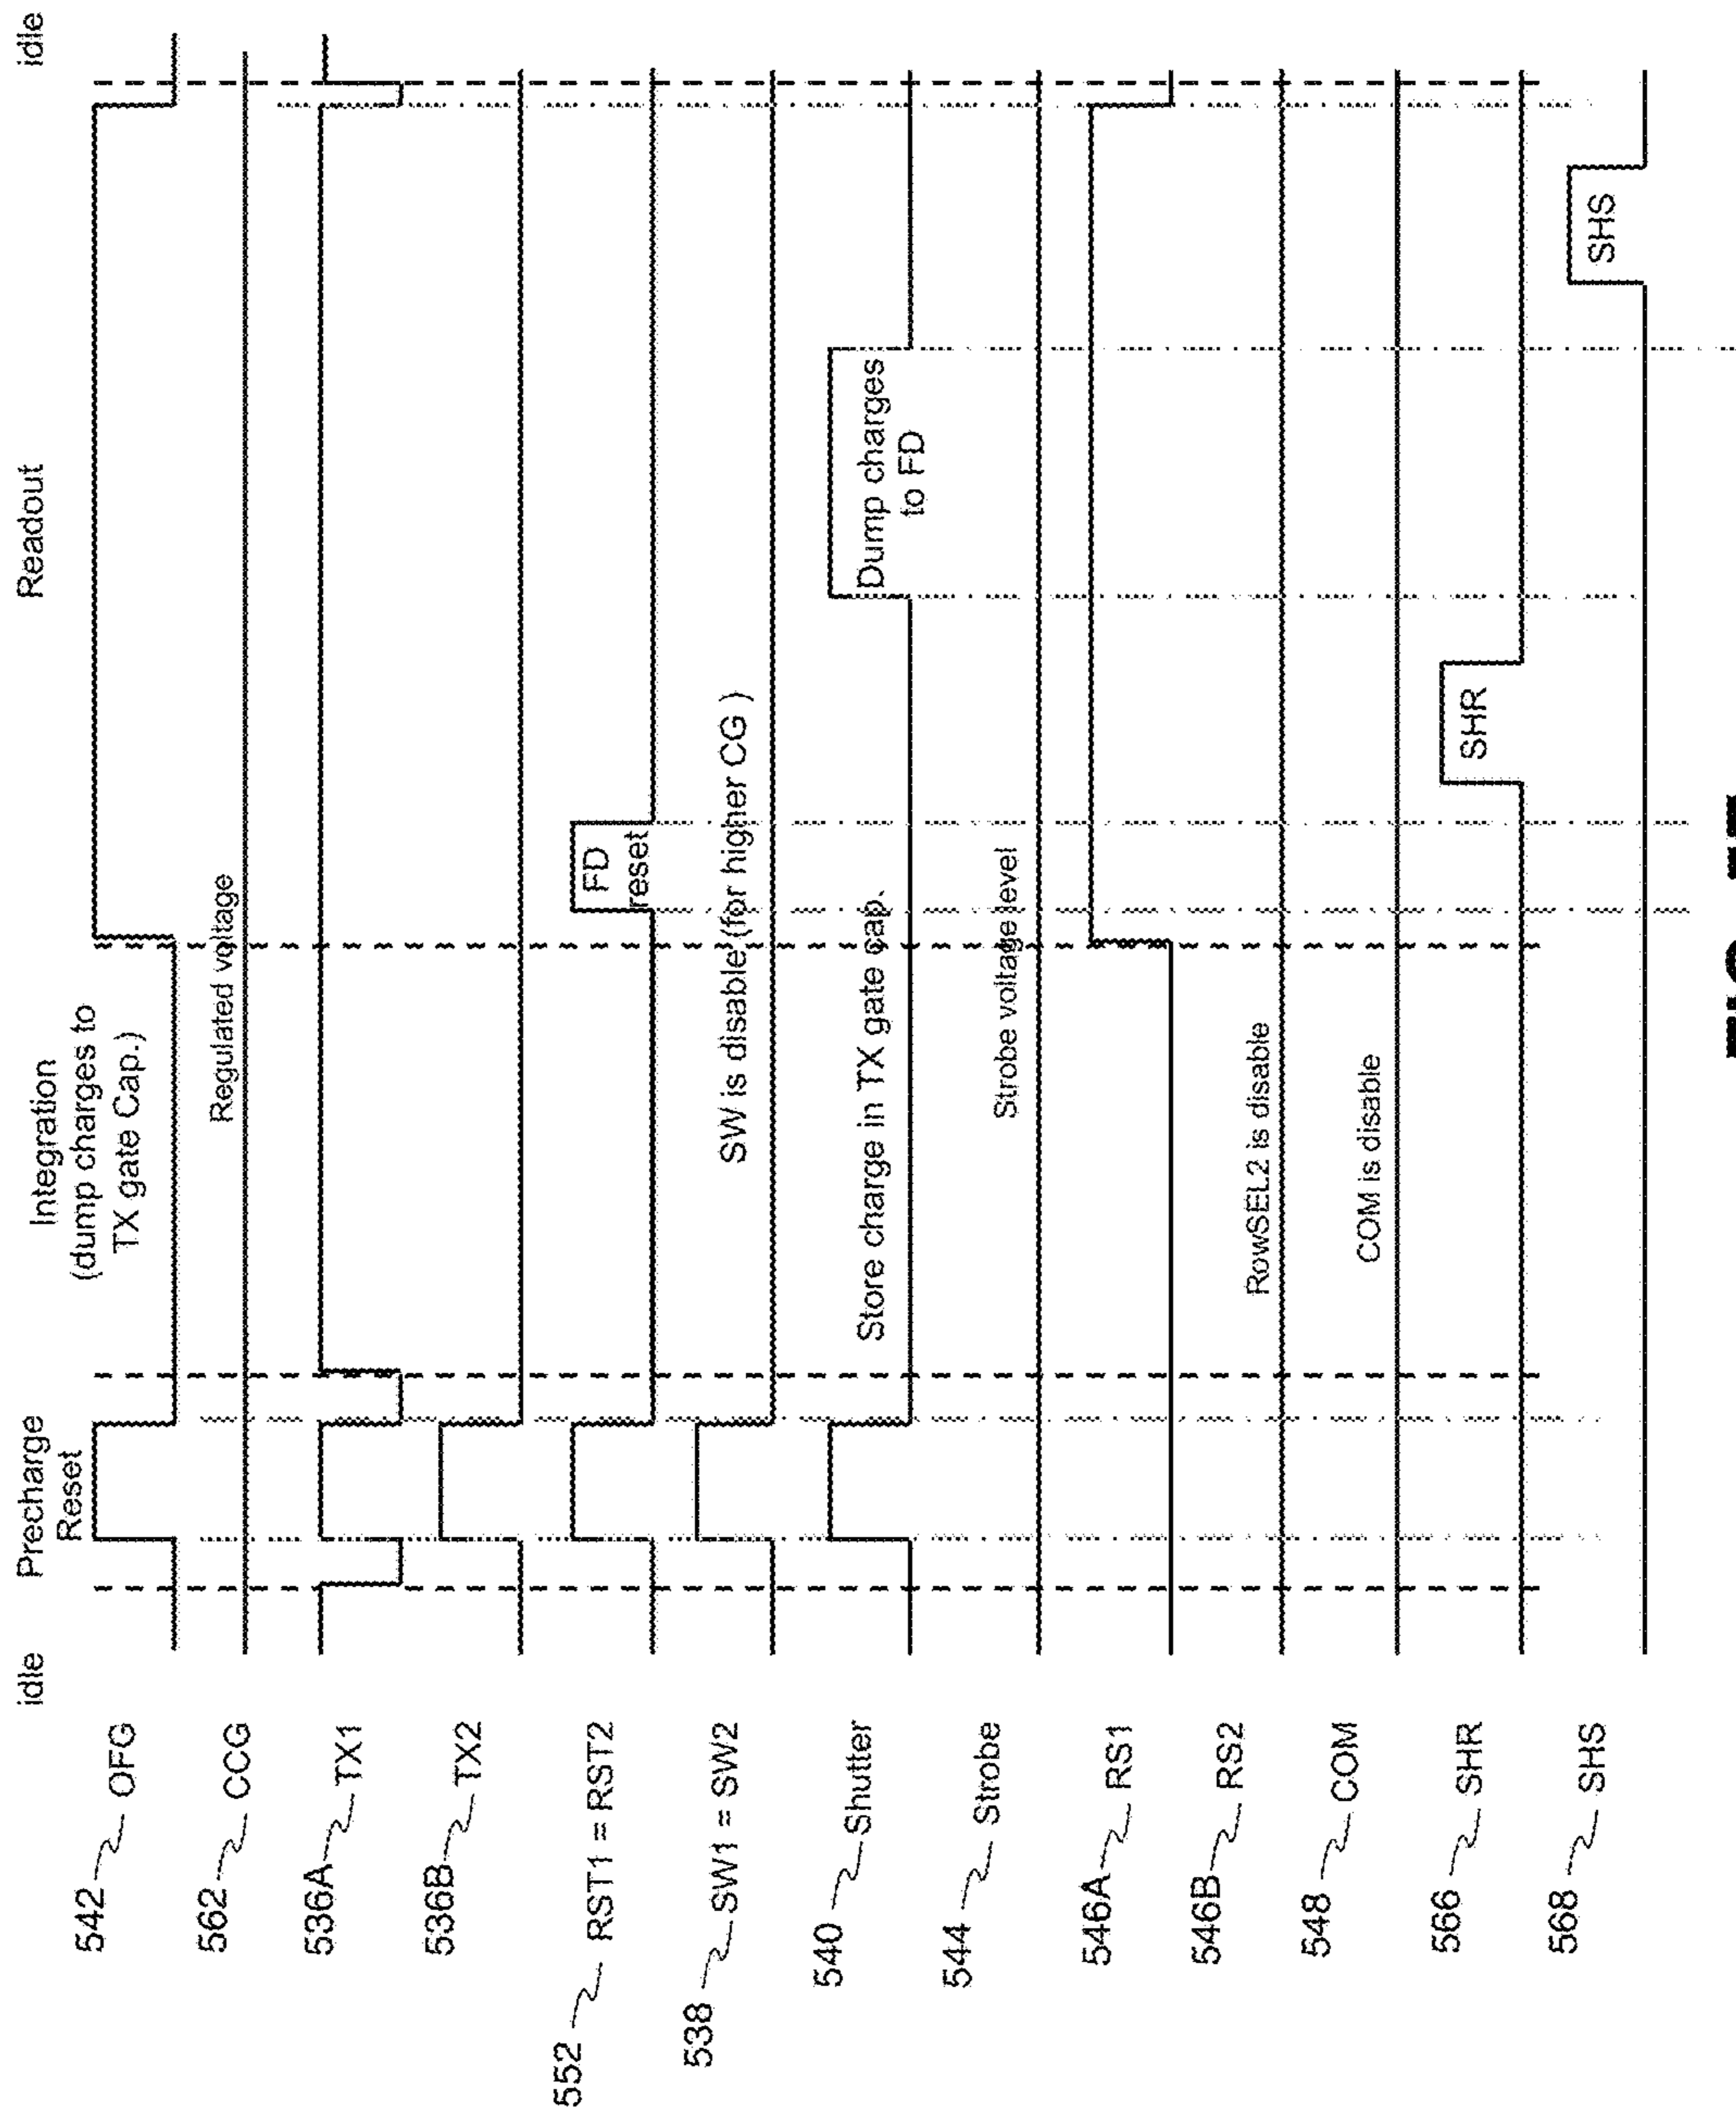 idle
Precharge
Reset
Integration
(dump charges to
TX gate Cap.)
Readout
idle
542
OFG
562
CCG
Regulated voltage
536A
TX1
536B
TX2
552
RST1 = RST2
FD
reset
538
SW1 = SW2
SW is disable (for higher CG )
540
Shutter
Store charge in TX gate cap.
Dump charges
to FD
544
Strobe
Strobe voltage level
546A
RS1
546B
RS2
RowSEL2 is disable
548
COM
COM is disable
566
SHR
SHR
568
SHS
SHS